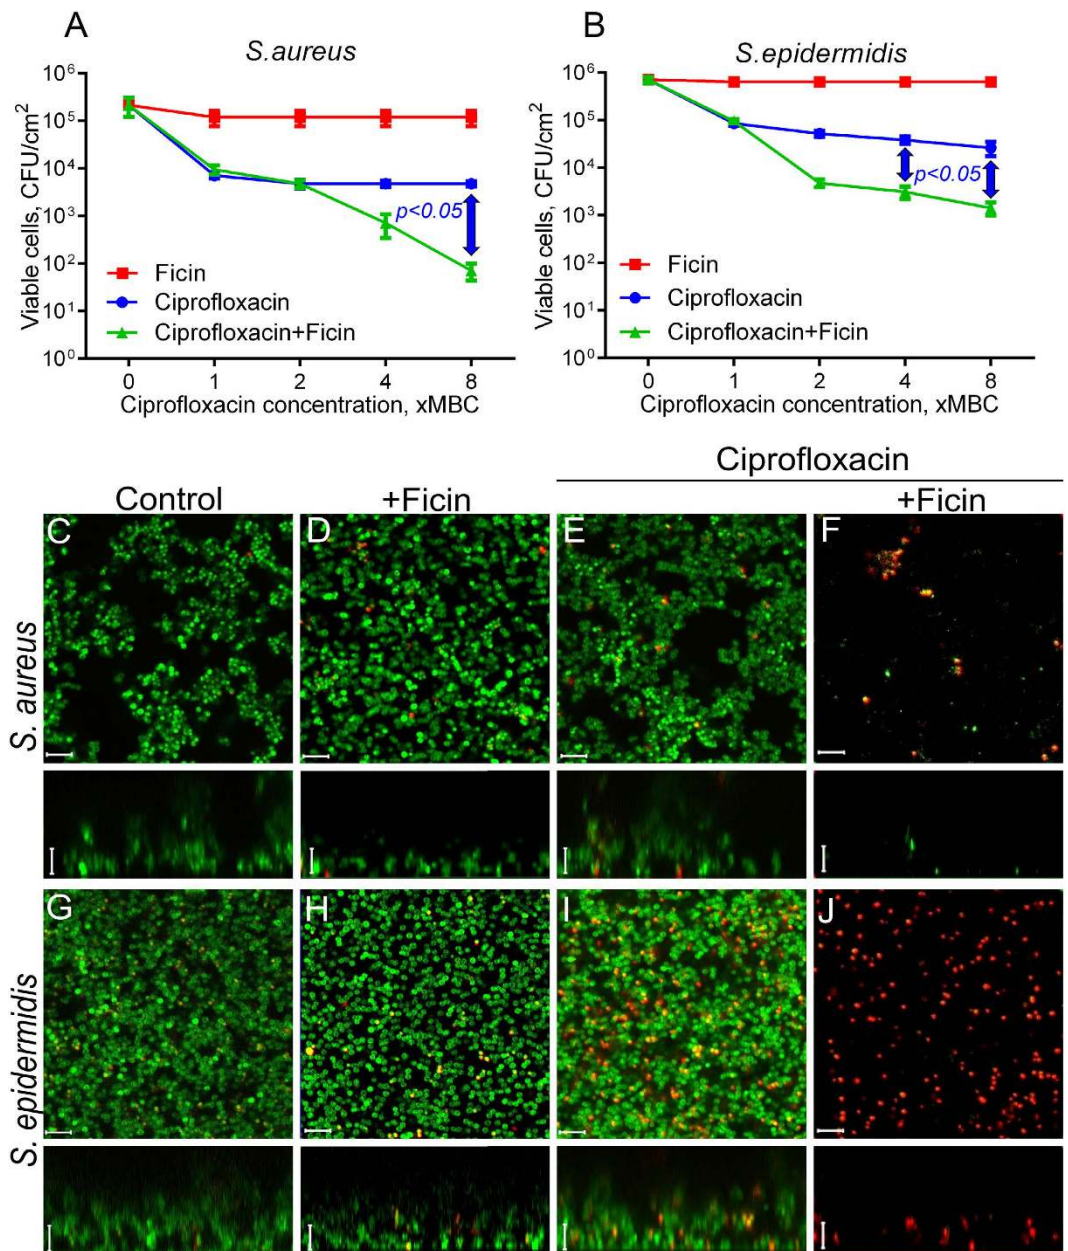 A
S.aureus
Viable cells, CFU/cm²
10⁶
10⁵
10⁴
10³
10²
10¹
10⁰
p<0.05
Ficin
Ciprofloxacin
Ciprofloxacin+Ficin
0 1 2 4 8
Ciprofloxacin concentration, xMBC
B
S.epidermidis
Viable cells, CFU/cm²
10⁶
10⁵
10⁴
10³
10²
10¹
10⁰
p<0.05
Ficin
Ciprofloxacin
Ciprofloxacin+Ficin
0 1 2 4 8
Ciprofloxacin concentration, xMBC
Ciprofloxacin
Control +Ficin +Ficin
S. aureus
C D E F
S. epidermidis
G H I J